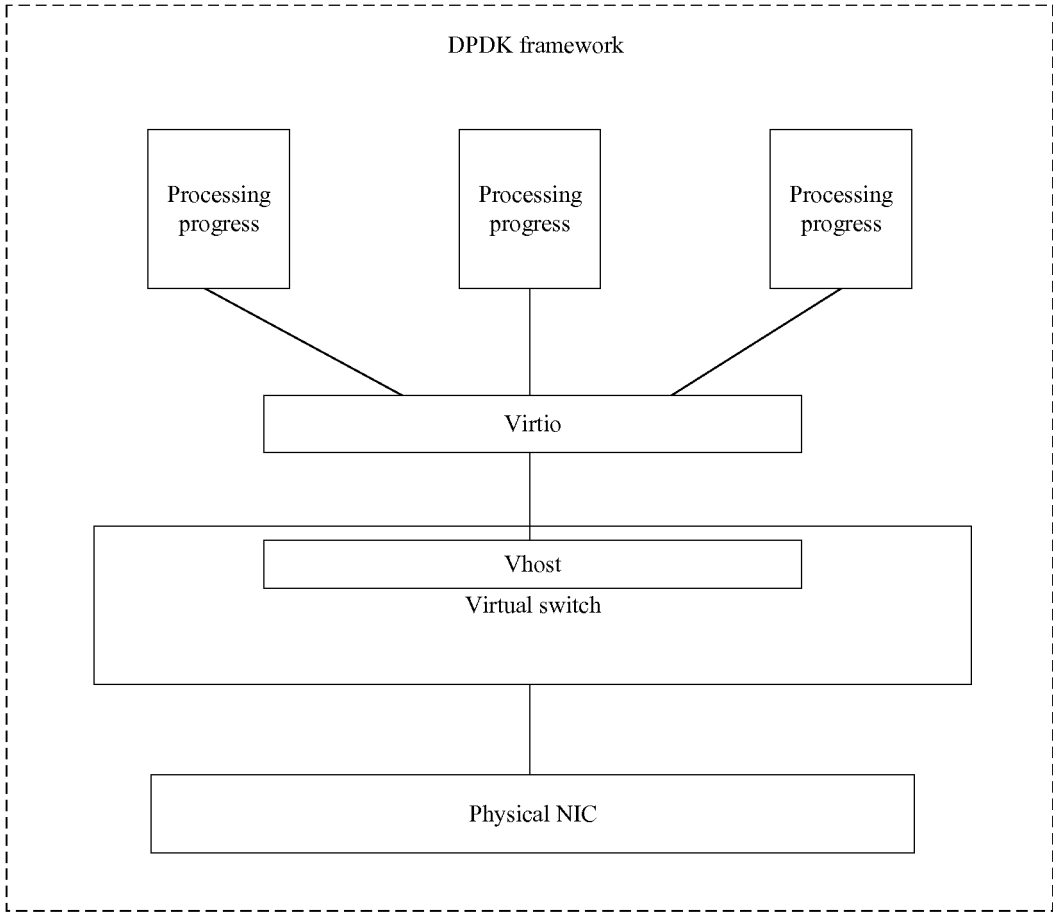 DPDK framework
Processing
progress
Processing
progress
Processing
progress
Virtio
Vhost
Virtual switch
Physical NIC